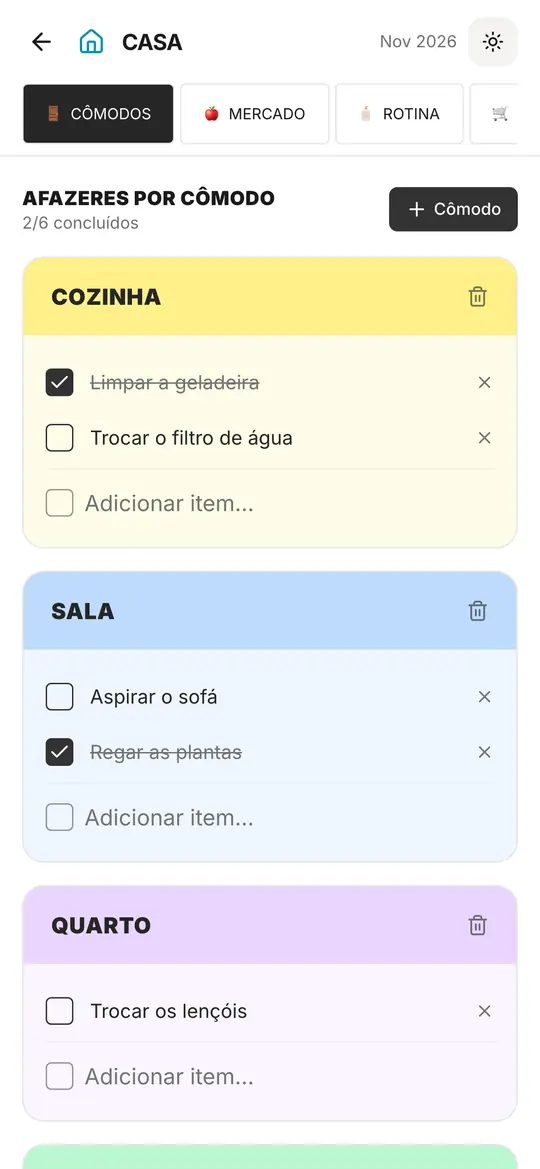 CASA
Nov 2026
CÔMODOS
MERCADO
ROTINA
AFAZERES POR CÔMODO
2/6 concluídos
Cômodo
COZINHA
Limpar a geladeira
Trocar o filtro de água
Adicionar item...
SALA
Aspirar o sofá
Regar as plantas
Adicionar item...
QUARTO
Trocar os lençóis
Adicionar item...